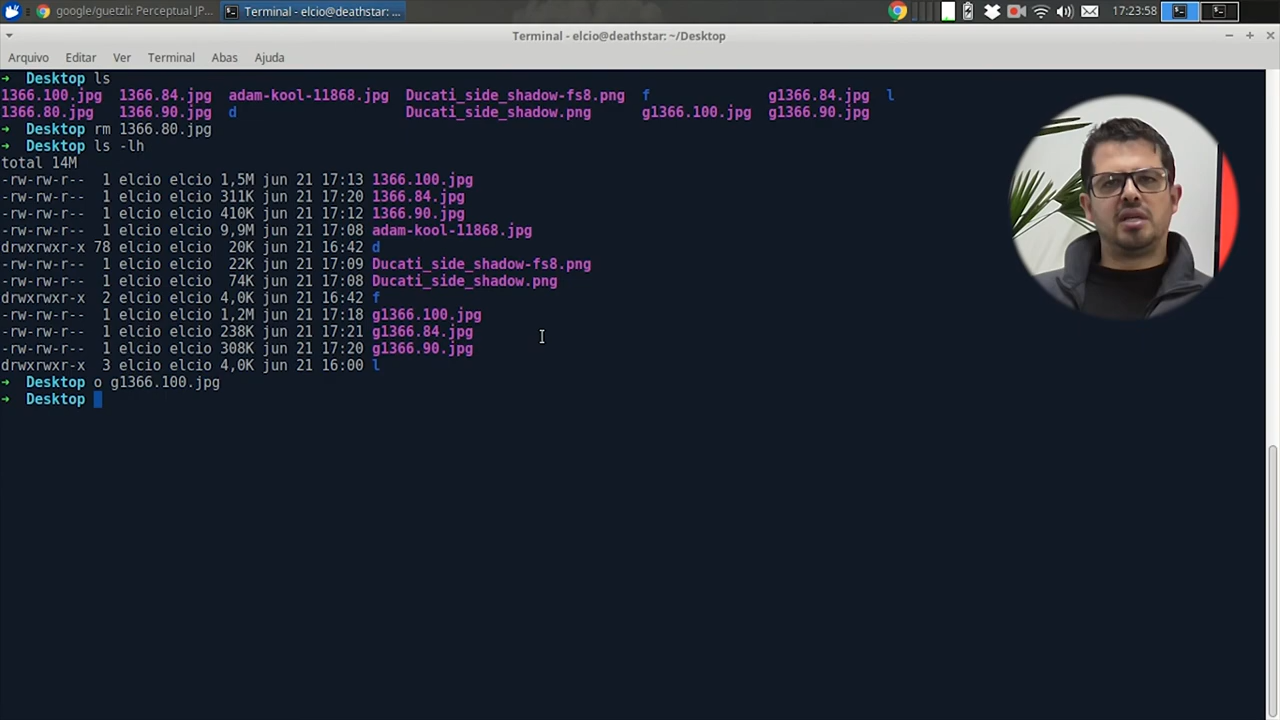 google/guetzli: Perceptual JP... Terminal - elcio@deathstar: ... 17:23:58
Terminal - elcio@deathstar: ~/Desktop
Arquivo Editar Ver Terminal Abas Ajuda
➜ Desktop ls
1366.100.jpg 1366.84.jpg adam-kool-11868.jpg Ducati_side_shadow-fs8.png f g1366.84.jpg l
1366.80.jpg 1366.90.jpg d Ducati_side_shadow.png g1366.100.jpg g1366.90.jpg
➜ Desktop rm 1366.80.jpg
➜ Desktop ls -lh
total 14M
-rw-rw-r-- 1 elcio elcio 1,5M jun 21 17:13 1366.100.jpg
-rw-rw-r-- 1 elcio elcio 311K jun 21 17:20 1366.84.jpg
-rw-rw-r-- 1 elcio elcio 410K jun 21 17:12 1366.90.jpg
-rw-rw-r-- 1 elcio elcio 9,9M jun 21 17:08 adam-kool-11868.jpg
drwxrwxr-x 78 elcio elcio 20K jun 21 16:42 d
-rw-rw-r-- 1 elcio elcio 22K jun 21 17:09 Ducati_side_shadow-fs8.png
-rw-rw-r-- 1 elcio elcio 74K jun 21 17:08 Ducati_side_shadow.png
drwxrwxr-x 2 elcio elcio 4,0K jun 21 16:42 f
-rw-rw-r-- 1 elcio elcio 1,2M jun 21 17:18 g1366.100.jpg
-rw-rw-r-- 1 elcio elcio 238K jun 21 17:21 g1366.84.jpg
-rw-rw-r-- 1 elcio elcio 308K jun 21 17:20 g1366.90.jpg
drwxrwxr-x 3 elcio elcio 4,0K jun 21 16:00 l
➜ Desktop o g1366.100.jpg
➜ Desktop